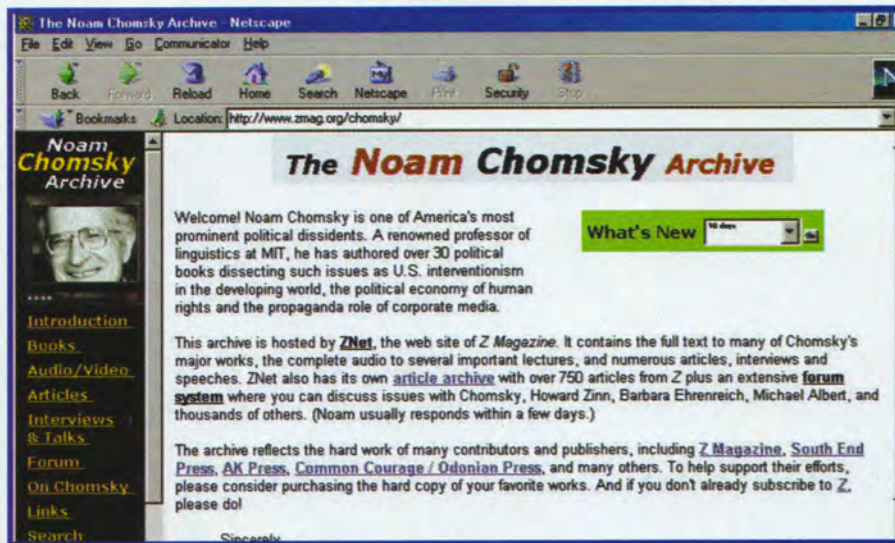 The Noam Chomsky Archive - Netscape
File Edit View Go Communicator Help
Back Forward Reload Home Search Netscape Print Security Stop
Bookmarks Location: http://www.zmag.org/chomsky/
Noam
Chomsky
Archive
Introduction
Books
Audio/Video
Articles
Interviews
& Talks
Forum
On Chomsky
Links
Search
The Noam Chomsky Archive
What's New 10 days
Welcome! Noam Chomsky is one of America's most
prominent political dissidents. A renowned professor of
linguistics at MIT, he has authored over 30 political
books dissecting such issues as U.S. interventionism
in the developing world, the political economy of human
rights and the propaganda role of corporate media.
This archive is hosted by ZNet, the web site of Z Magazine. It contains the full text to many of Chomsky's
major works, the complete audio to several important lectures, and numerous articles, interviews and
speeches. ZNet also has its own article archive with over 750 articles from Z plus an extensive forum
system where you can discuss issues with Chomsky, Howard Zinn, Barbara Ehrenreich, Michael Albert, and
thousands of others. (Noam usually responds within a few days.)
The archive reflects the hard work of many contributors and publishers, including Z Magazine, South End
Press, AK Press, Common Courage / Odonian Press, and many others. To help support their efforts,
please consider purchasing the hard copy of your favorite works. And if you don't already subscribe to Z,
please do!
Sincerely